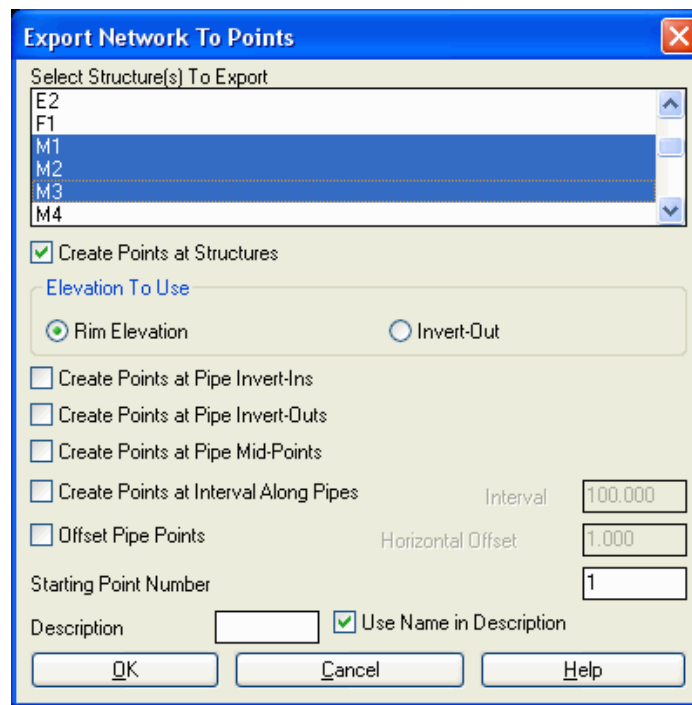 Export Network To Points
Select Structure(s) To Export
E2
F1
M1
M2
M3
M4
Create Points at Structures
Elevation To Use
Rim Elevation Invert-Out
Create Points at Pipe Invert-Ins
Create Points at Pipe Invert-Outs
Create Points at Pipe Mid-Points
Create Points at Interval Along Pipes Interval 100.000
Offset Pipe Points Horizontal Offset 1.000
Starting Point Number 1
Description Use Name in Description
OK Cancel Help